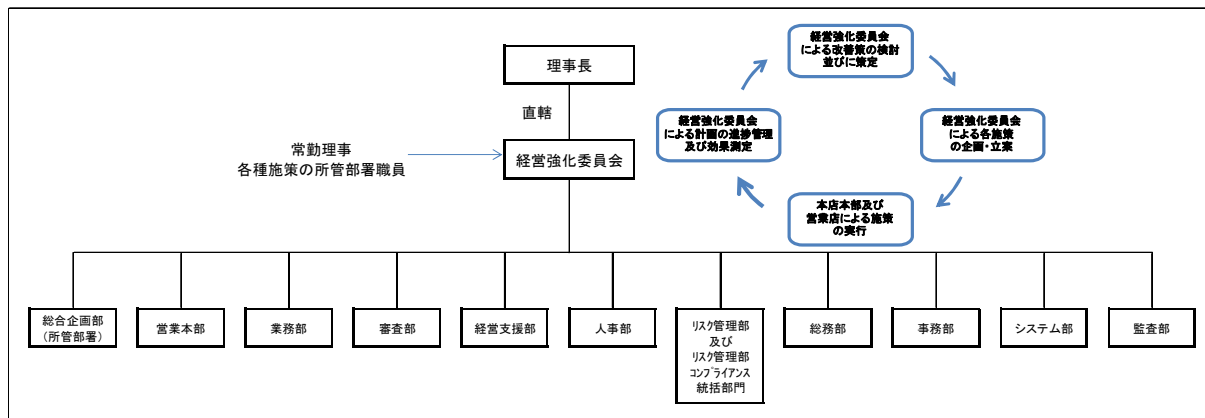 理事長
直轄
常勤理事
各種施策の所管部署職員
経営強化委員会
経営強化委員会
による改善策の検討
並びに策定
経営強化委員会
による各施策
の企画・立案
本店本部及び
営業店による施策
の実行
経営強化委員会
による計画の進捗管理
及び効果測定
総合企画部
(所管部署)
営業本部
業務部
審査部
経営支援部
人事部
ﾘｽｸ管理部
及び
ﾘｽｸ管理部
ｺﾝﾌﾟﾗｲｱﾝｽ
統括部門
総務部
事務部
システム部
監査部